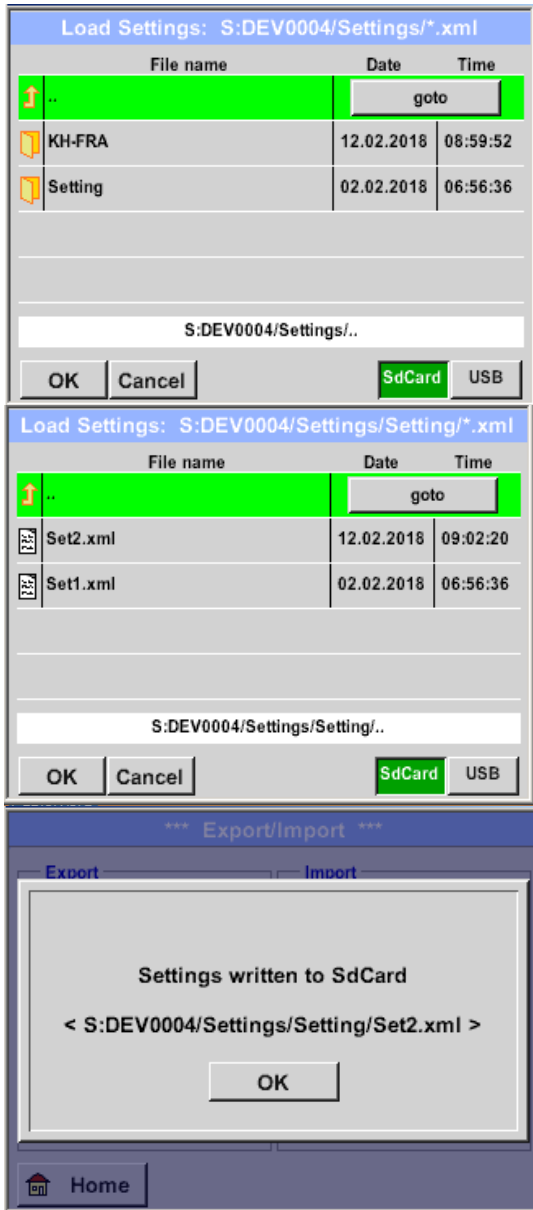 Load Settings: S:DEV0004/Settings/*.xml
File name Date Time
.. goto
KH-FRA 12.02.2018 08:59:52
Setting 02.02.2018 06:56:36
S:DEV0004/Settings/..
OK Cancel SdCard USB
Load Settings: S:DEV0004/Settings/Setting/*.xml
File name Date Time
.. goto
Set2.xml 12.02.2018 09:02:20
Set1.xml 02.02.2018 06:56:36
S:DEV0004/Settings/Setting/..
OK Cancel SdCard USB
*** Export/Import ***
Export Import
Settings written to SdCard
< S:DEV0004/Settings/Setting/Set2.xml >
OK
Home